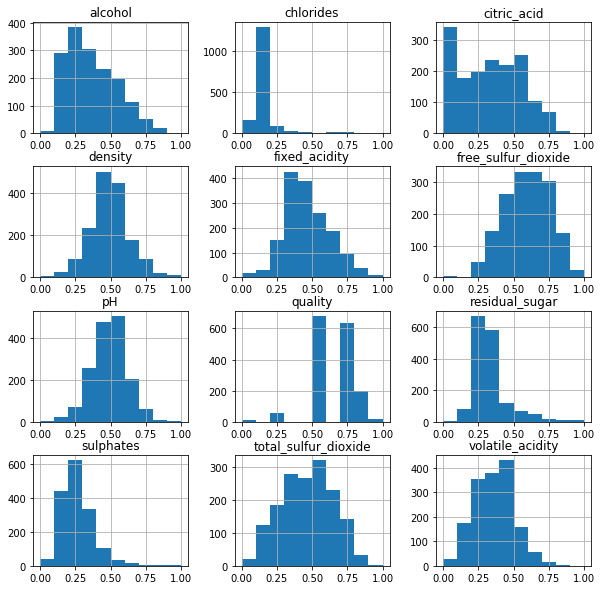 alcohol chlorides citric_acid
400 300 200 100 0
1000 500 0
300 200 100 0
0.00 0.25 0.50 0.75 1.00 0.00 0.25 0.50 0.75 1.00 0.00 0.25 0.50 0.75 1.00
density fixed_acidity free_sulfur_dioxide
400 200 0
400 300 200 100 0
300 200 100 0
0.00 0.25 0.50 0.75 1.00 0.00 0.25 0.50 0.75 1.00 0.00 0.25 0.50 0.75 1.00
pH quality residual_sugar
400 200 0
600 400 200 0
600 400 200 0
0.00 0.25 0.50 0.75 1.00 0.00 0.25 0.50 0.75 1.00 0.00 0.25 0.50 0.75 1.00
sulphates total_sulfur_dioxide volatile_acidity
600 400 200 0
300 200 100 0
400 300 200 100 0
0.00 0.25 0.50 0.75 1.00 0.00 0.25 0.50 0.75 1.00 0.00 0.25 0.50 0.75 1.00